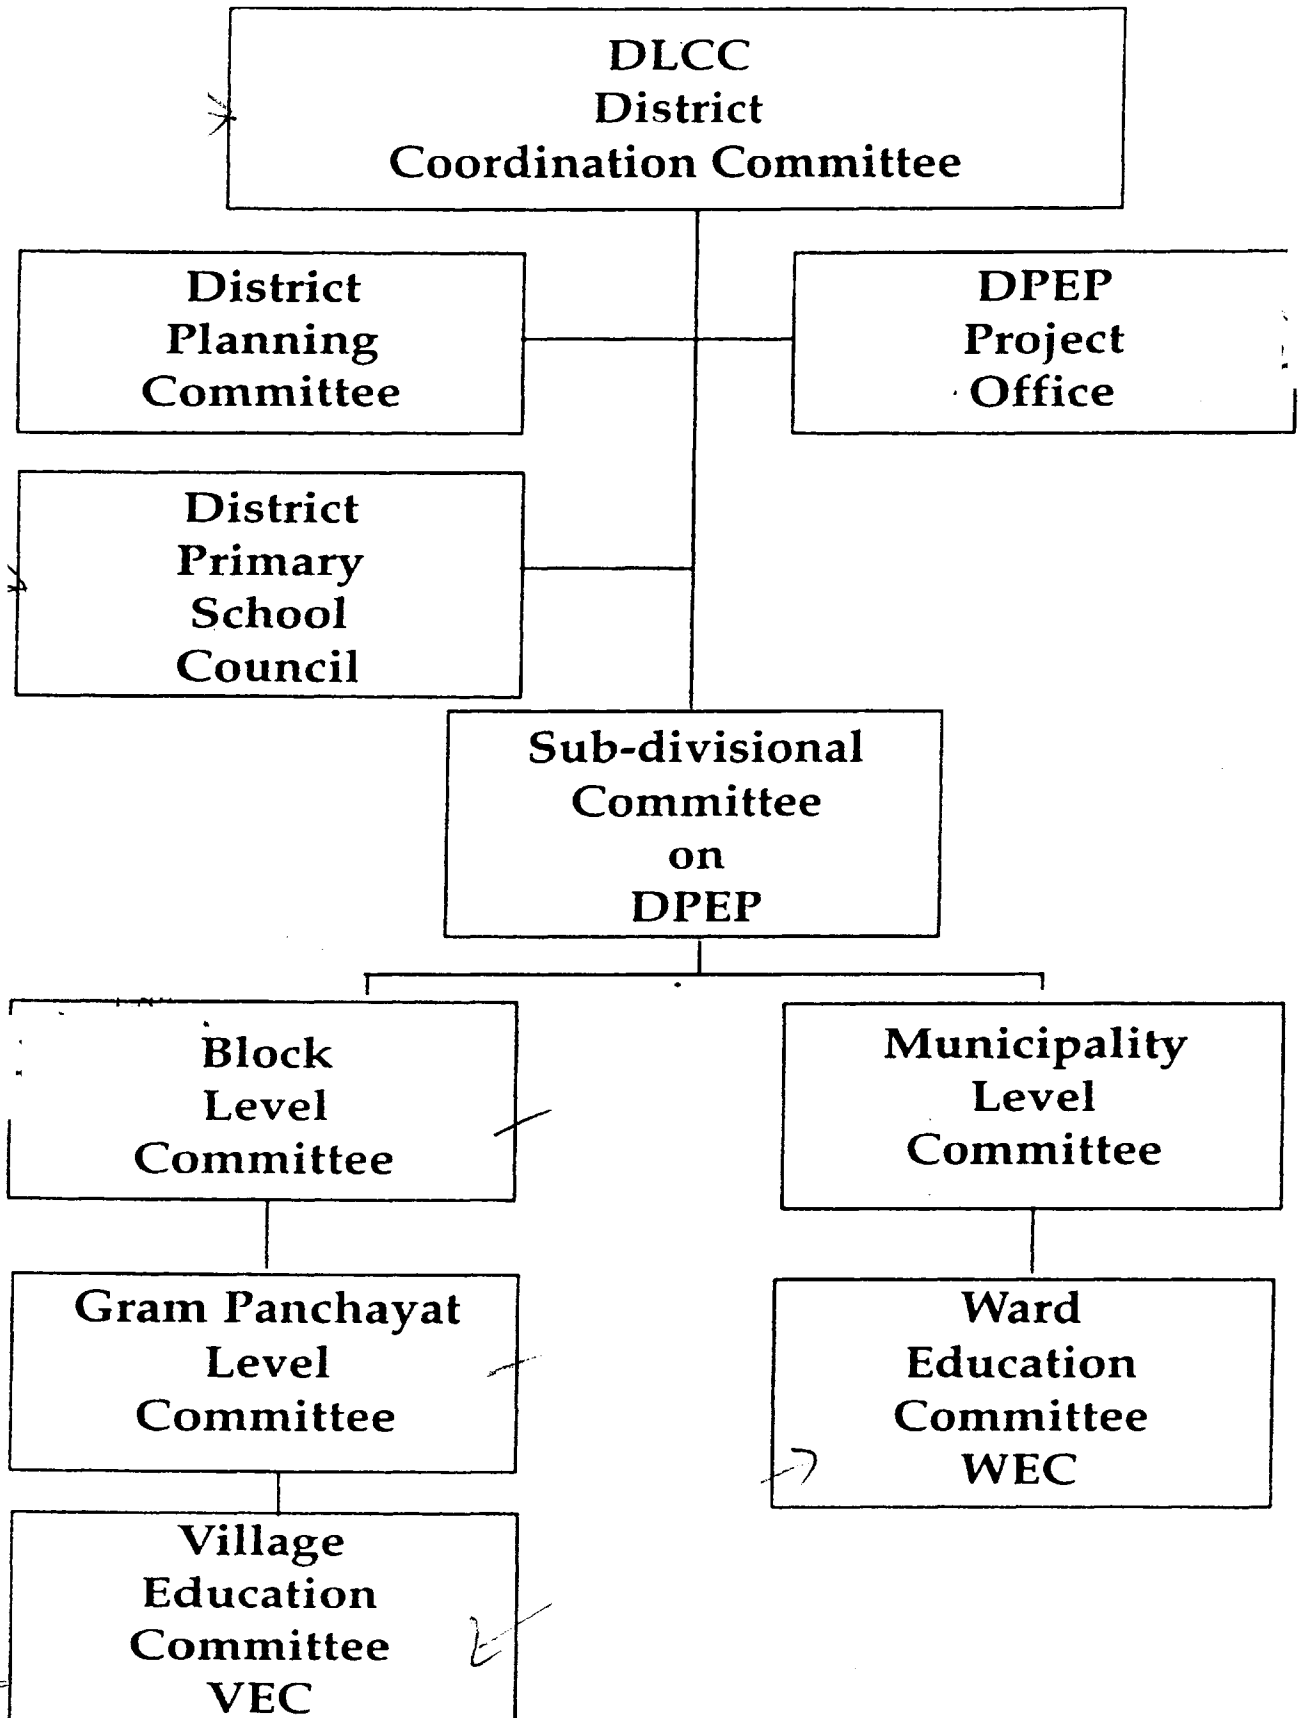 DLCC
District
Coordination Committee
District
Planning
Committee
DPEP
Project
Office
District
Primary
School
Council
Sub-divisional
Committee
on
DPEP
Block
Level
Committee
Municipality
Level
Committee
Gram Panchayat
Level
Committee
Ward
Education
Committee
WEC
Village
Education
Committee
VEC